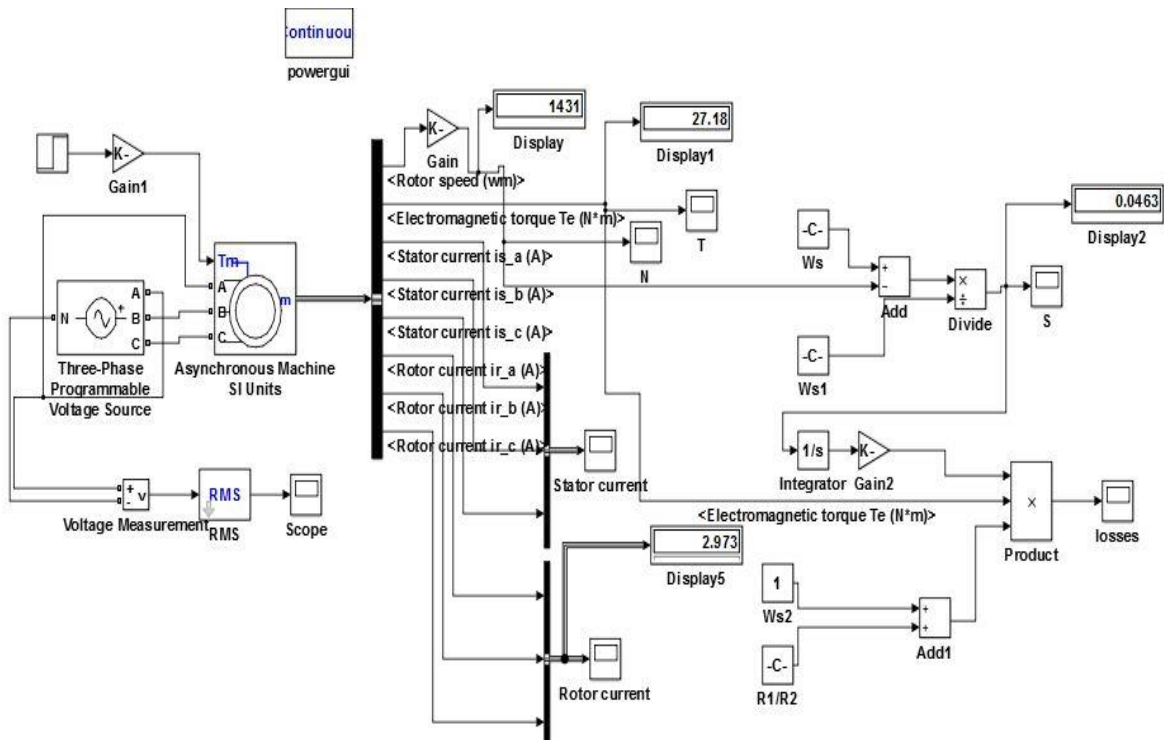 Continuou
powergui
1431
Display
27.18
Display1
K-
Gain
K-
Gain1
<Rotor speed (wm)>
<Electromagnetic torque Te (N*m)>
<Stator current is_a (A)>
<Stator current is_b (A)>
<Stator current is_c (A)>
<Rotor current ir_a (A)>
<Rotor current ir_b (A)>
<Rotor current ir_c (A)>
T
N
0.0463
Display2
-C-
Ws
+
-
Add
×
÷
Divide
S
-C-
Ws1
Tm
A
B
C
m
Asynchronous Machine
SI Units
N
+
A
B
C
Three-Phase
Programmable
Voltage Source
+
-
v
Voltage Measurement
RMS
RMS
Scope
Stator current
1/s
Integrator
K-
Gain2
<Electromagnetic torque Te (N*m)>
×
Product
losses
2.973
Display5
Rotor current
1
Ws2
+
+
Add1
-C-
R1/R2